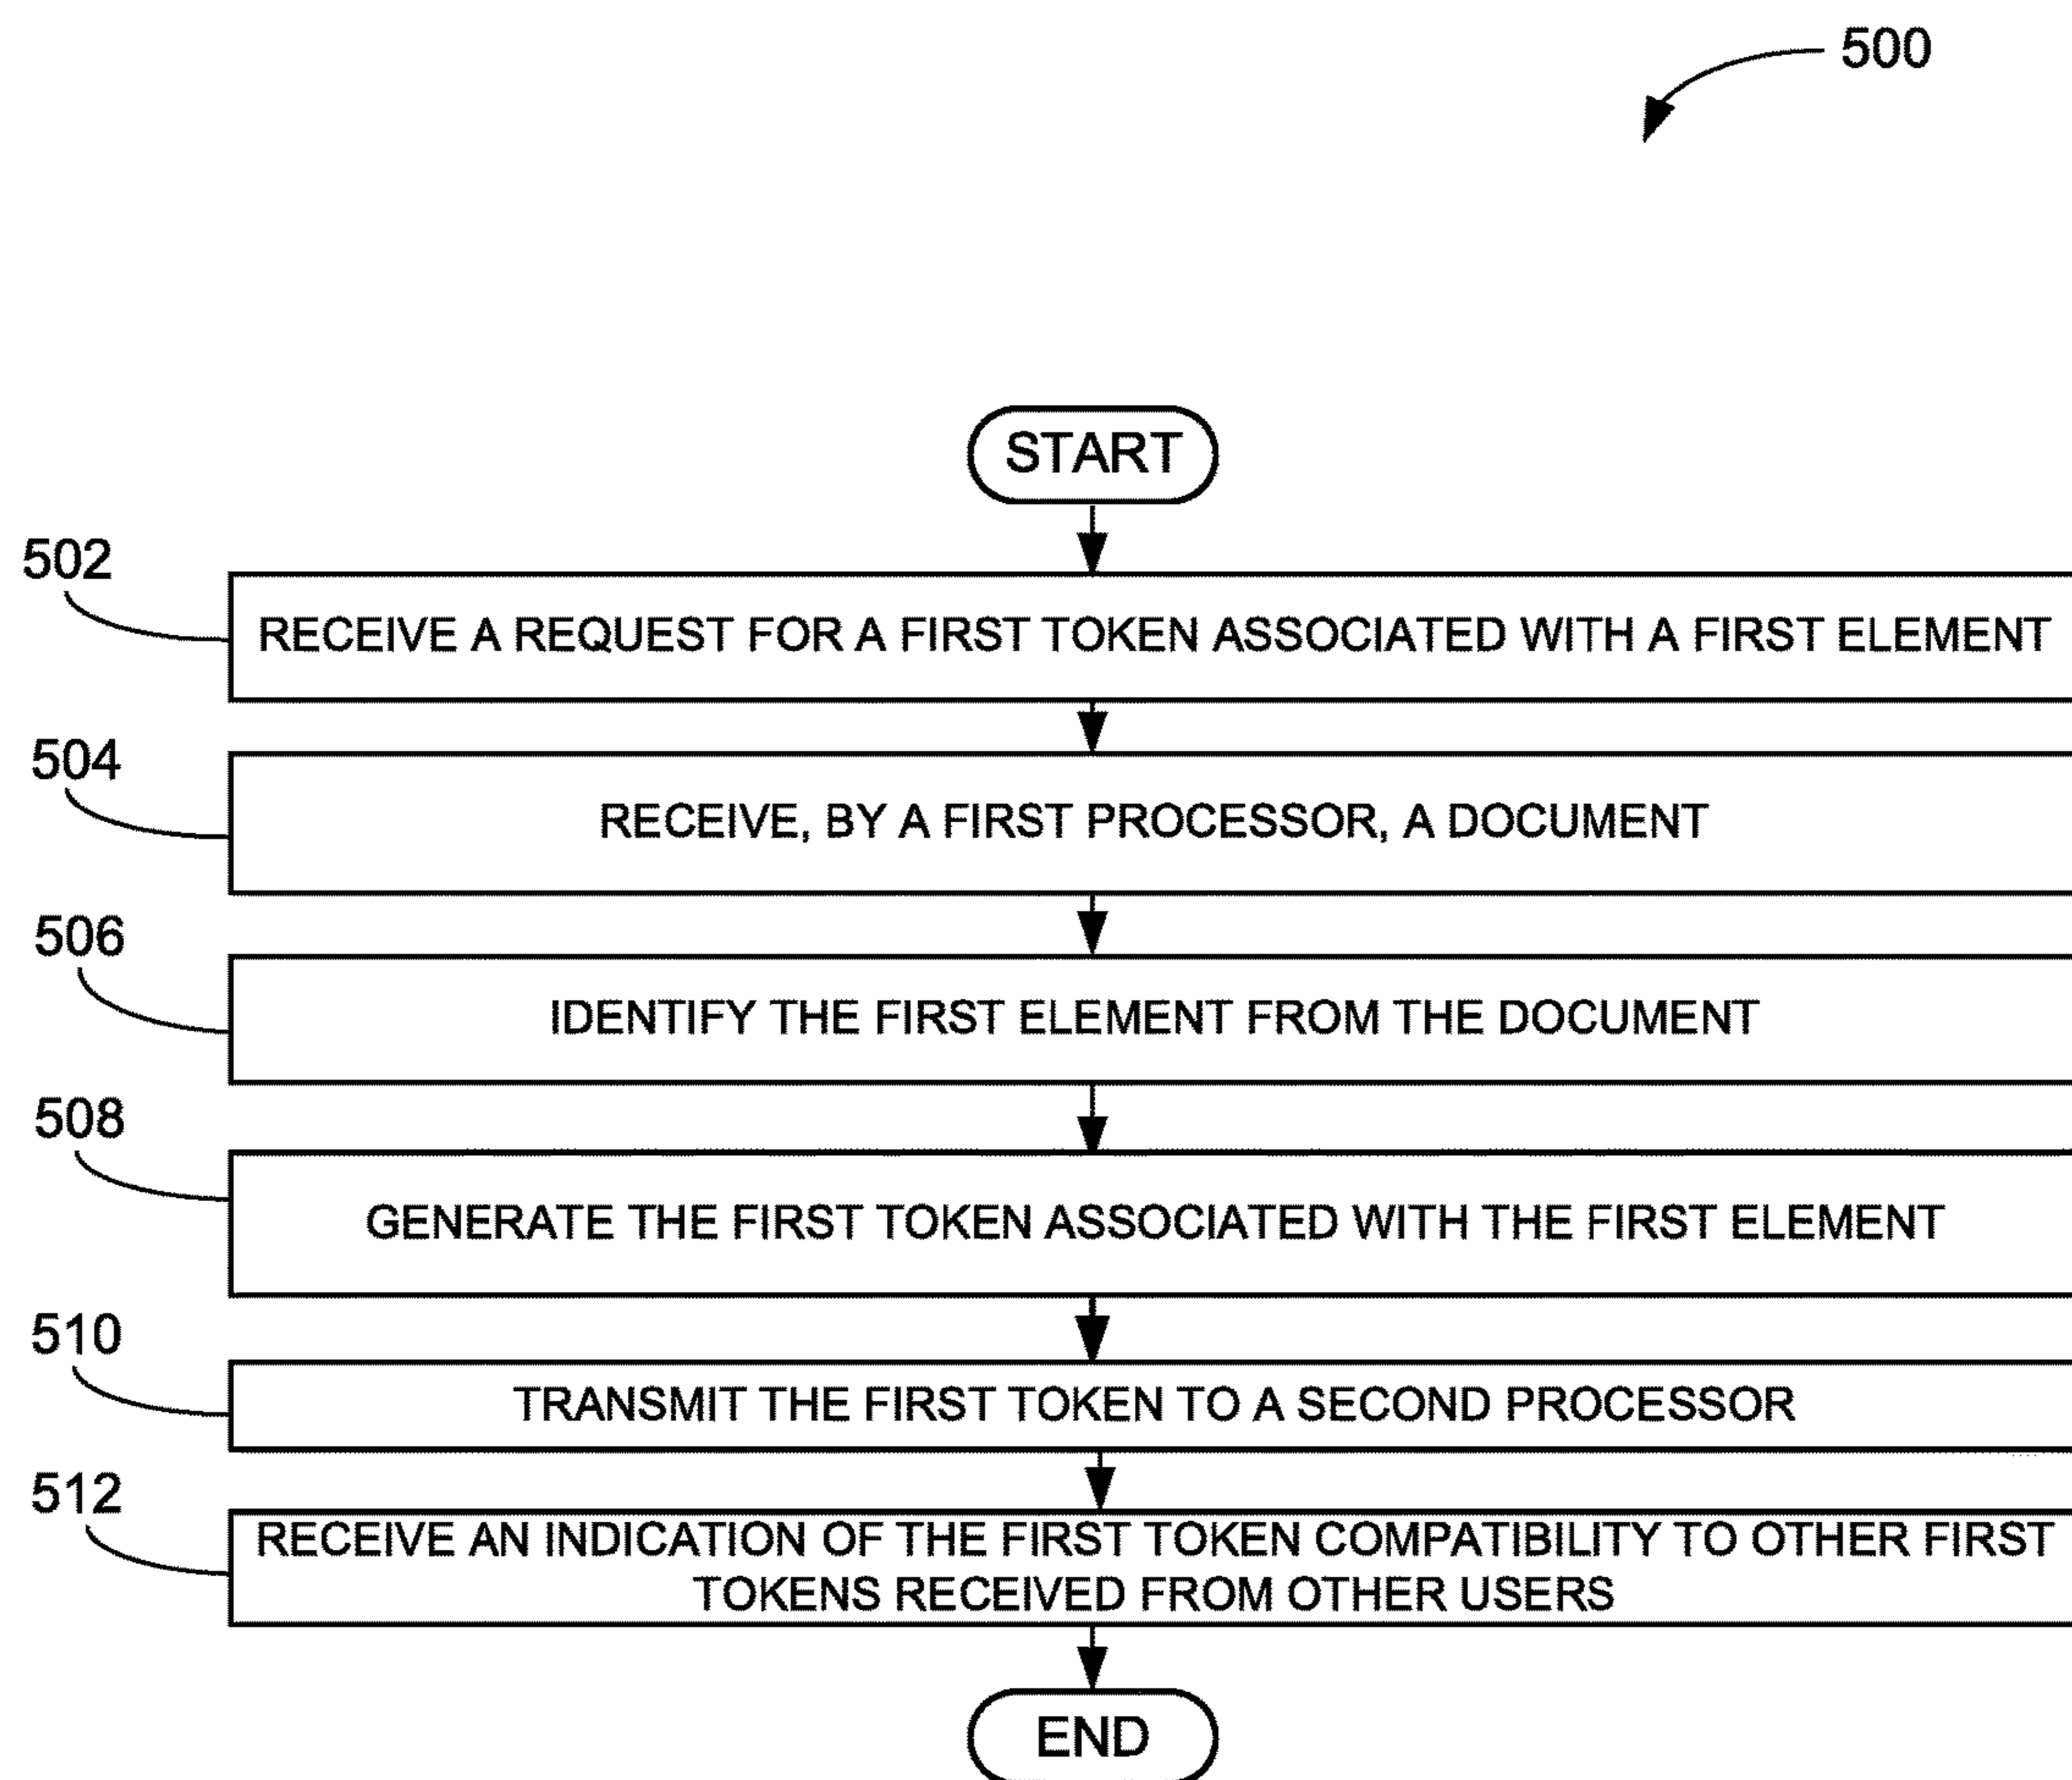 500
START
502
RECEIVE A REQUEST FOR A FIRST TOKEN ASSOCIATED WITH A FIRST ELEMENT
504
RECEIVE, BY A FIRST PROCESSOR, A DOCUMENT
506
IDENTIFY THE FIRST ELEMENT FROM THE DOCUMENT
508
GENERATE THE FIRST TOKEN ASSOCIATED WITH THE FIRST ELEMENT
510
TRANSMIT THE FIRST TOKEN TO A SECOND PROCESSOR
512
RECEIVE AN INDICATION OF THE FIRST TOKEN COMPATIBILITY TO OTHER FIRST
TOKENS RECEIVED FROM OTHER USERS
END